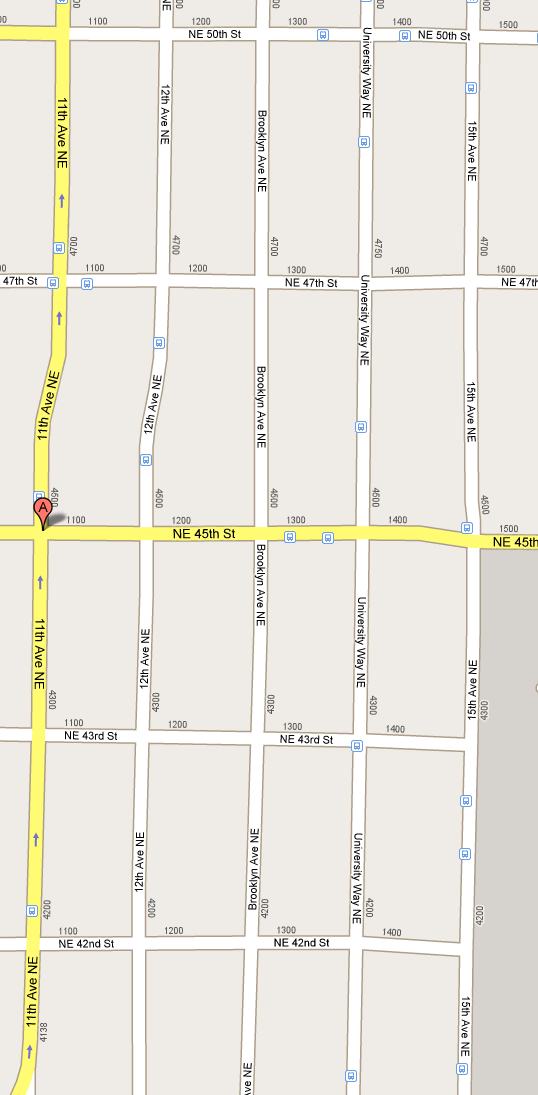 NE
1200
1300
1400
1500
NE 50th St
NE 50th St
11th Ave NE
12th Ave NE
Brooklyn Ave NE
University Way NE
15th Ave NE
4700
4700
4700
4750
4700
1100
1200
1300
1400
1500
47th St
NE 47th St
NE 47th
University Way NE
11th Ave NE
12th Ave NE
Brooklyn Ave NE
15th Ave NE
4500
4500
4500
4500
4500
A
1100
1200
1300
1400
1500
NE 45th St
NE 45th
Brooklyn Ave NE
11th Ave NE
12th Ave NE
University Way NE
15th Ave NE
4300
4300
4300
4300
4300
1100
1200
1300
1400
NE 43rd St
NE 43rd St
12th Ave NE
Brooklyn Ave NE
University Way NE
4200
4200
4200
4200
4200
1100
1200
1300
1400
NE 42nd St
NE 42nd St
11th Ave NE
15th Ave NE
4138
ve NE